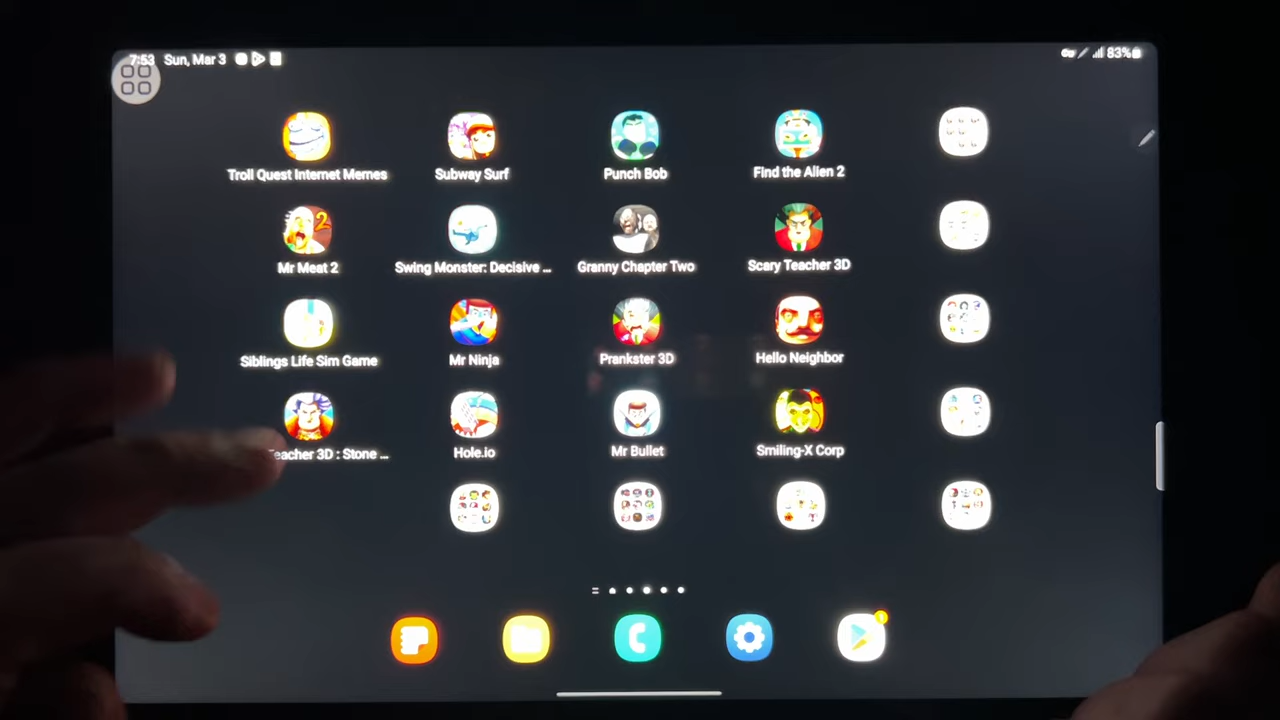 7:53 Sun, Mar 3 83%
Troll Quest Internet Memes Subway Surf Punch Bob Find the Alien 2
2
Mr Meat 2 Swing Monster: Decisive ... Granny Chapter Two Scary Teacher 3D
Siblings Life Sim Game Mr Ninja Prankster 3D Hello Neighbor
Teacher 3D : Stone ... Hole.io Mr Bullet Smiling-X Corp
1